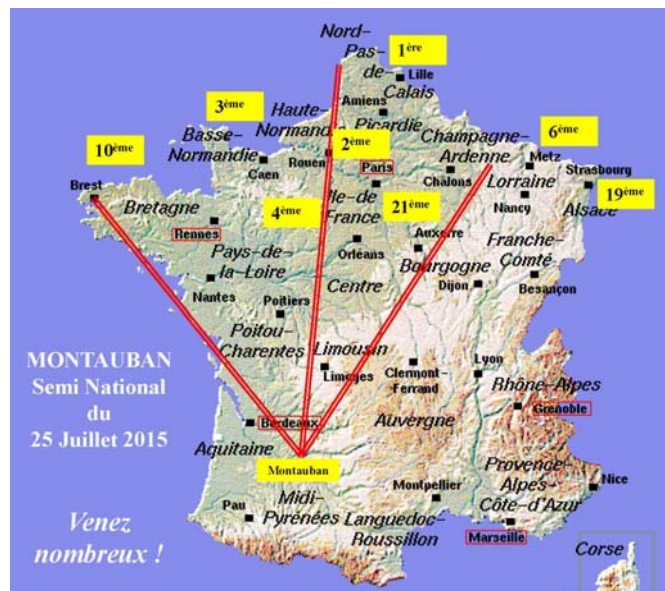 Nord-
Pas-
de-
Calais
1ère
Lille
Amiens
Picardie
3ème
Haute-
Normandie
Basse-
Normandie
Rouen
2ème
Caen
Paris
Champagne-
Ardenne
6ème
Metz
Châlons
Lorraine
Strasbourg
Nancy
19ème
Alsace
10ème
Brest
Bretagne
Rennes
4ème
Ile-de
France
21ème
Auxerre
Orléans
Bourgogne
Franche-
Comté
Pays-de-
la-Loire
Nantes
Centre
Dijon
Besançon
Poitiers
Poitou-
Charentes
Limousin
Limoges
Clermont-
Ferrand
Lyon
Rhône-Alpes
Grenoble
Auvergne
MONTAUBAN
Semi National
du
25 Juillet 2015
Bordeaux
Aquitaine
Montauban
Provence-
Alpes-
Côte-d'Azur
Nice
Montpellier
Midi-
Pyrénées
Pau
Languedoc-
Roussillon
Marseille
Venez
nombreux !
Corse